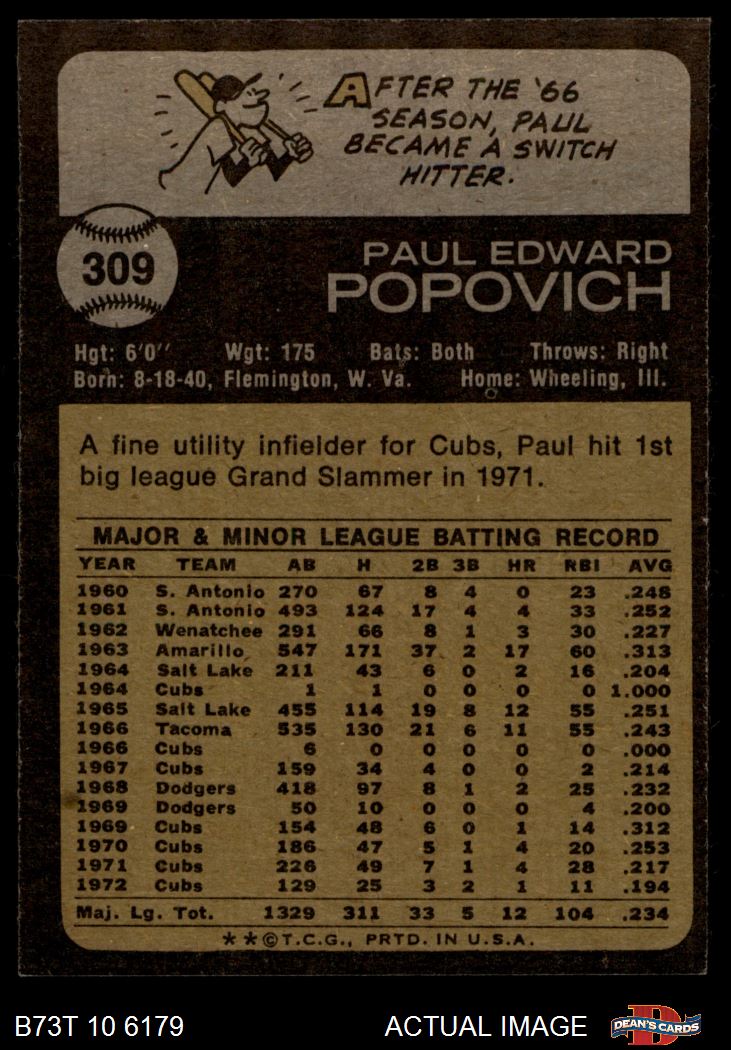 AFTER THE '66
SEASON, PAUL
BECAME A SWITCH
HITTER.
309
PAUL EDWARD
POPOVICH
Hgt: 6'0" Wgt: 175 Bats: Both Throws: Right
Born: 8-18-40, Flemington, W. Va. Home: Wheeling, Ill.
A fine utility infielder for Cubs, Paul hit 1st
big league Grand Slammer in 1971.
MAJOR & MINOR LEAGUE BATTING RECORD
YEAR TEAM AB H 2B 3B HR RBI AVG
1960 S. Antonio 270 67 8 4 0 23 .248
1961 S. Antonio 493 124 17 4 4 33 .252
1962 Wenatchee 291 66 8 1 3 30 .227
1963 Amarillo 547 171 37 2 17 60 .313
1964 Salt Lake 211 43 6 0 2 16 .204
1964 Cubs 1 1 0 0 0 0 1.000
1965 Salt Lake 455 114 19 8 12 55 .251
1966 Tacoma 535 130 21 6 11 55 .243
1966 Cubs 6 0 0 0 0 0 .000
1967 Cubs 159 34 4 0 0 2 .214
1968 Dodgers 418 97 8 1 2 25 .232
1969 Dodgers 50 10 0 0 0 4 .200
1969 Cubs 154 48 6 0 1 14 .312
1970 Cubs 186 47 5 1 4 20 .253
1971 Cubs 226 49 7 1 4 28 .217
1972 Cubs 129 25 3 2 1 11 .194
Maj. Lg. Tot. 1329 311 33 5 12 104 .234
**©T.C.G., PRTD. IN U.S.A.
B73T 10 6179 ACTUAL IMAGE
DEAN'S CARDS